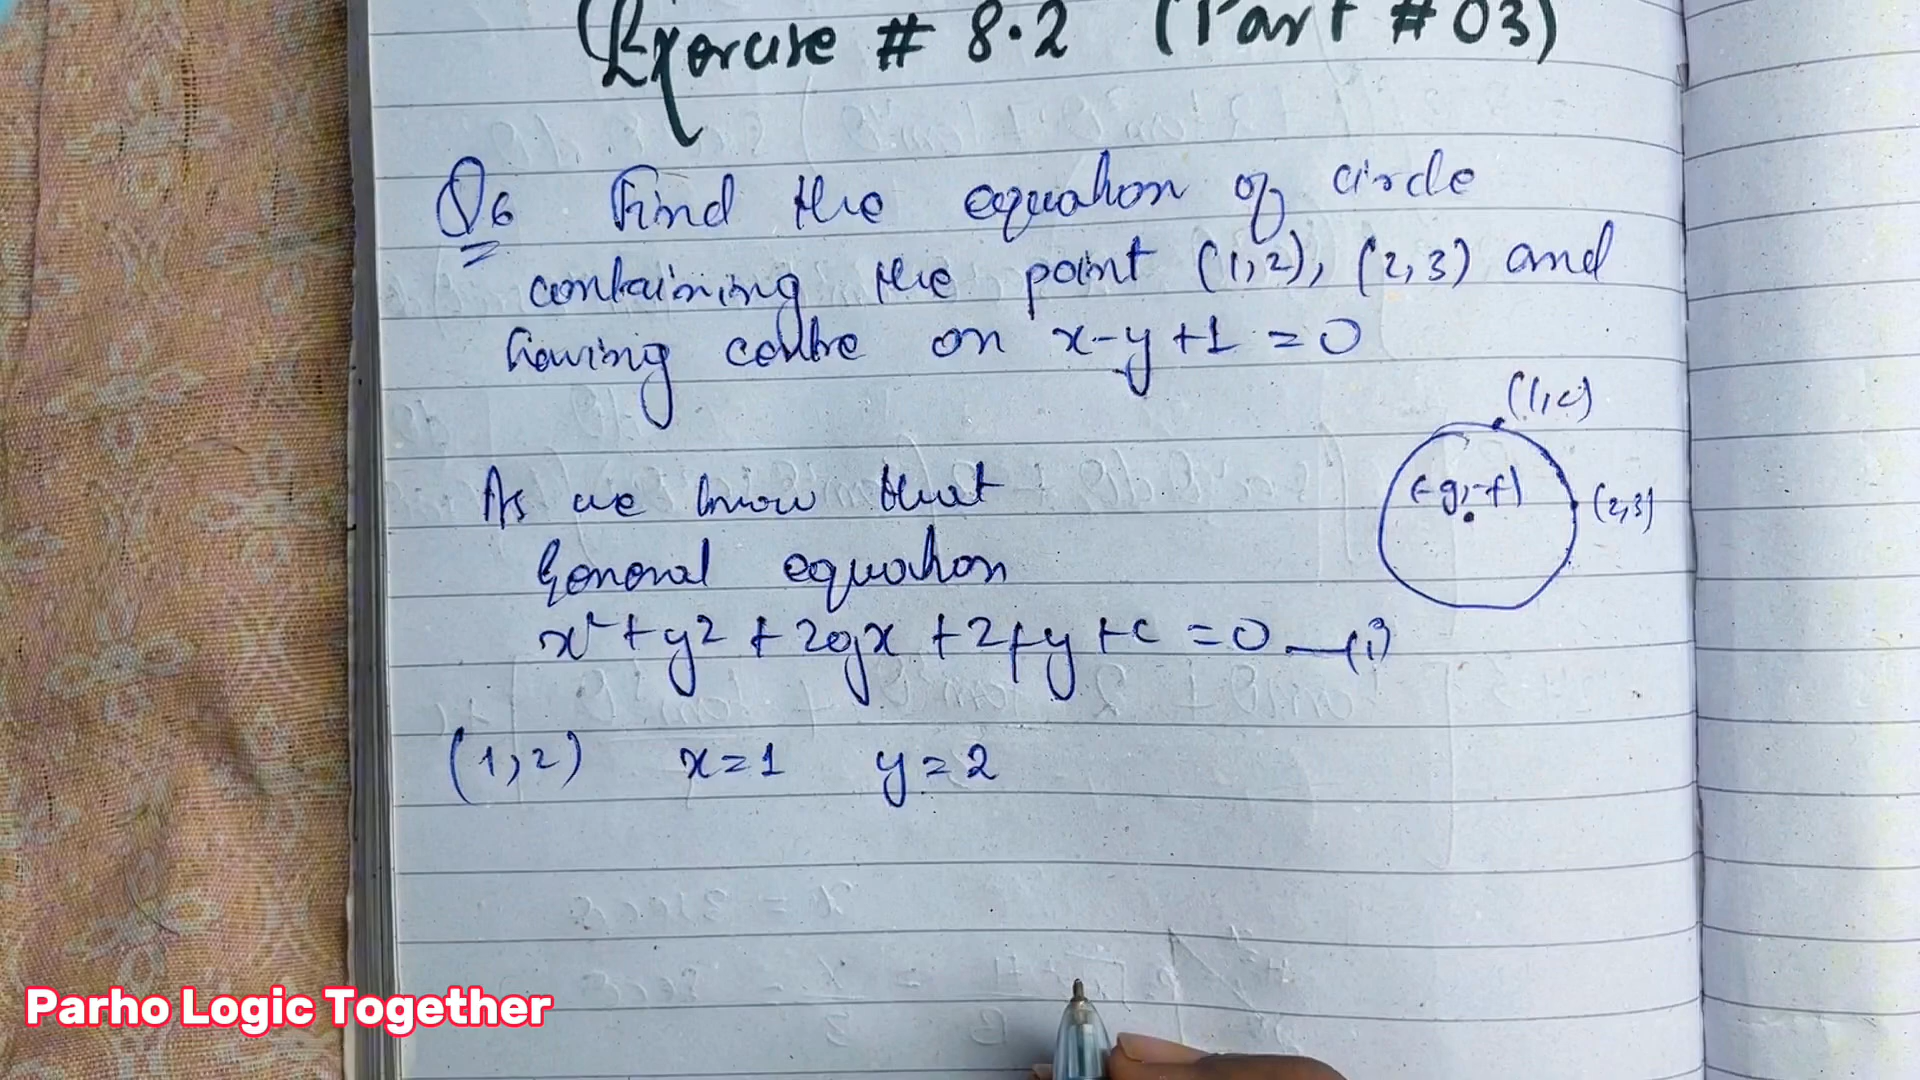 Exercise # 8.2 (Part # 03)
Q6 Find the equation of circle
containing the point (1,2), (2,3) and
having centre on x-y+1=0
(1,2)
(-g,-f)
(2,3)
As we know that
General equation
x²+y2+2gx+2fy+c=0 —(i)
(1,2) x=1 y=2
Parho Logic Together